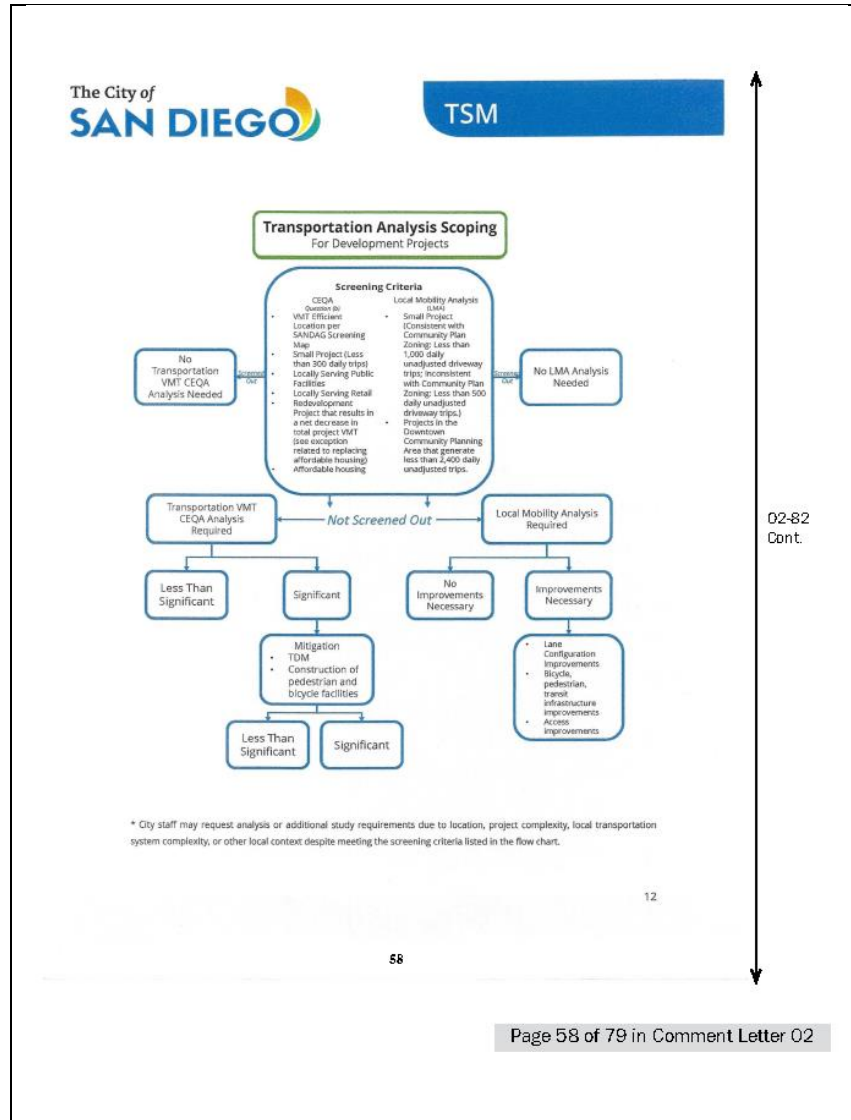 The City of
SAN DIEGO
TSM
Transportation Analysis Scoping
For Development Projects
Screening Criteria
CEQA
Question (b)
• VMT Efficient
Location per
SANDAG Screening
Map
• Small Project (Less
than 300 daily trips)
• Locally Serving Public
Facilities
• Locally Serving Retail
• Redevelopment
Project that results in
a net decrease in
total project VMT
(see exception
related to replacing
affordable housing)
• Affordable housing
Local Mobility Analysis
(LMA)
• Small Project
(Consistent with
Community Plan
Zoning: Less than
1,000 daily
unadjusted driveway
trips; Inconsistent
with Community Plan
Zoning: Less than 500
daily unadjusted
driveway trips.)
• Projects in the
Downtown
Community Planning
Area that generate
less than 2,400 daily
unadjusted trips.
No
Transportation
VMT CEQA
Analysis Needed
Screened
Out
Screened
Out
No LMA Analysis
Needed
Transportation VMT
CEQA Analysis
Required
Not Screened Out
Local Mobility Analysis
Required
Less Than
Significant
Significant
No
Improvements
Necessary
Improvements
Necessary
Mitigation
• TDM
• Construction of
pedestrian and
bicycle facilities
• Lane
Configuration
Improvements
• Bicycle,
pedestrian,
transit
infrastructure
improvements
• Access
improvements
Less Than
Significant
Significant
* City staff may request analysis or additional study requirements due to location, project complexity, local transportation
system complexity, or other local context despite meeting the screening criteria listed in the flow chart.
12
58
O2-82
Cont.
Page 58 of 79 in Comment Letter O2